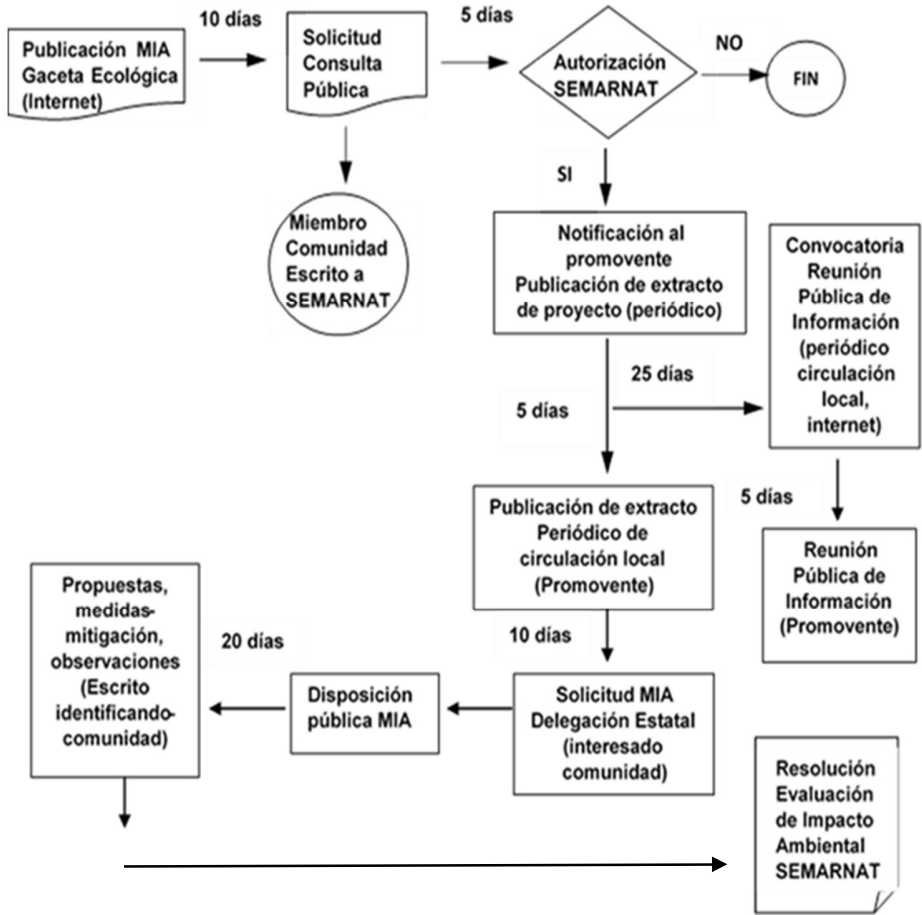 Publicación MIA
Gaceta Ecológica
(Internet)
10 días
Solicitud
Consulta
Pública
5 días
Autorización
SEMARNAT
NO
FIN
Miembro
Comunidad
Escrito a
SEMARNAT
SI
Notificación al
promovente
Publicación de extracto
de proyecto (periódico)
Convocatoria
Reunión
Pública de
Información
(periódico
circulación
local,
internet)
25 días
5 días
5 días
Publicación de extracto
Periódico de
circulación local
(Promovente)
Reunión
Pública de
Información
(Promovente)
10 días
Solicitud MIA
Delegación Estatal
(interesado
comunidad)
Disposición
pública MIA
20 días
Propuestas,
medidas-
mitigación,
observaciones
(Escrito
identificando-
comunidad)
Resolución
Evaluación
de Impacto
Ambiental
SEMARNAT